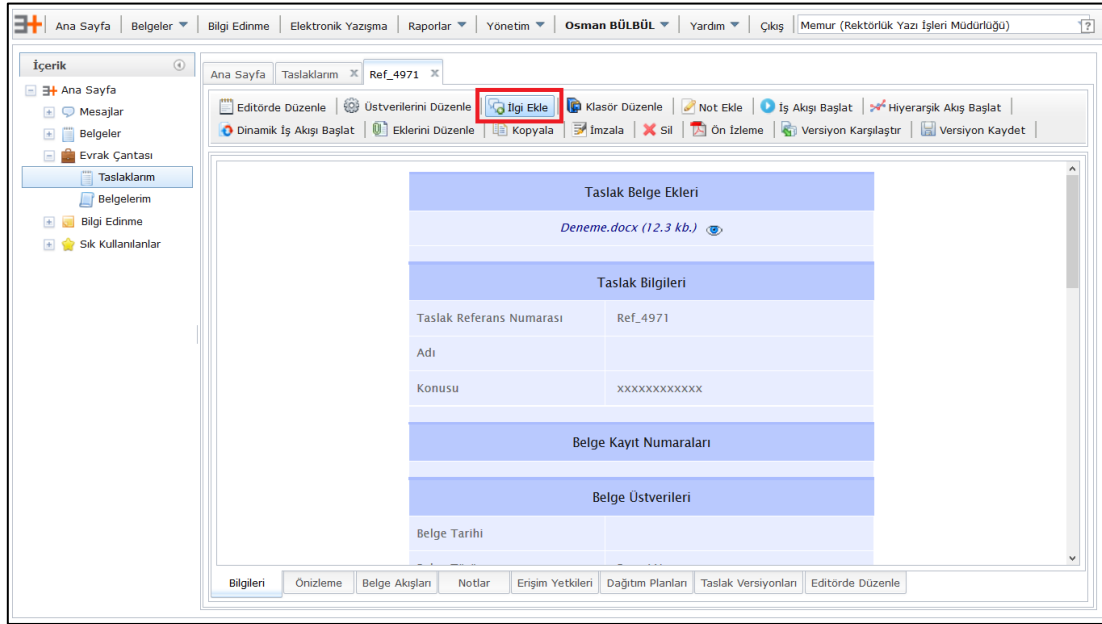 Ana Sayfa Belgeler Bilgi Edinme Elektronik Yazışma Raporlar Yönetim Osman BÜLBÜL Yardım Çıkış Memur (Rektörlük Yazı İşleri Müdürlüğü) ?
İçerik
Ana Sayfa
Mesajlar
Belgeler
Evrak Çantası
Taslaklarım
Belgelerim
Bilgi Edinme
Sık Kullanılanlar
Ana Sayfa Taslaklarım X Ref_4971 X
Editörde Düzenle Üstverilerini Düzenle İlgi Ekle Klasör Düzenle Not Ekle İş Akışı Başlat Hiyerarşik Akış Başlat
Dinamik İş Akışı Başlat Eklerini Düzenle Kopyala İmzala Sil Ön İzleme Versiyon Karşılaştır Versiyon Kaydet
Taslak Belge Ekleri
Deneme.docx (12.3 kb.)
Taslak Bilgileri
Taslak Referans Numarası Ref_4971
Adı
Konusu xxxxxxxxxxxx
Belge Kayıt Numaraları
Belge Üstverileri
Belge Tarihi
Bilgileri Önizleme Belge Akışları Notlar Erişim Yetkileri Dağıtım Planları Taslak Versiyonları Editörde Düzenle